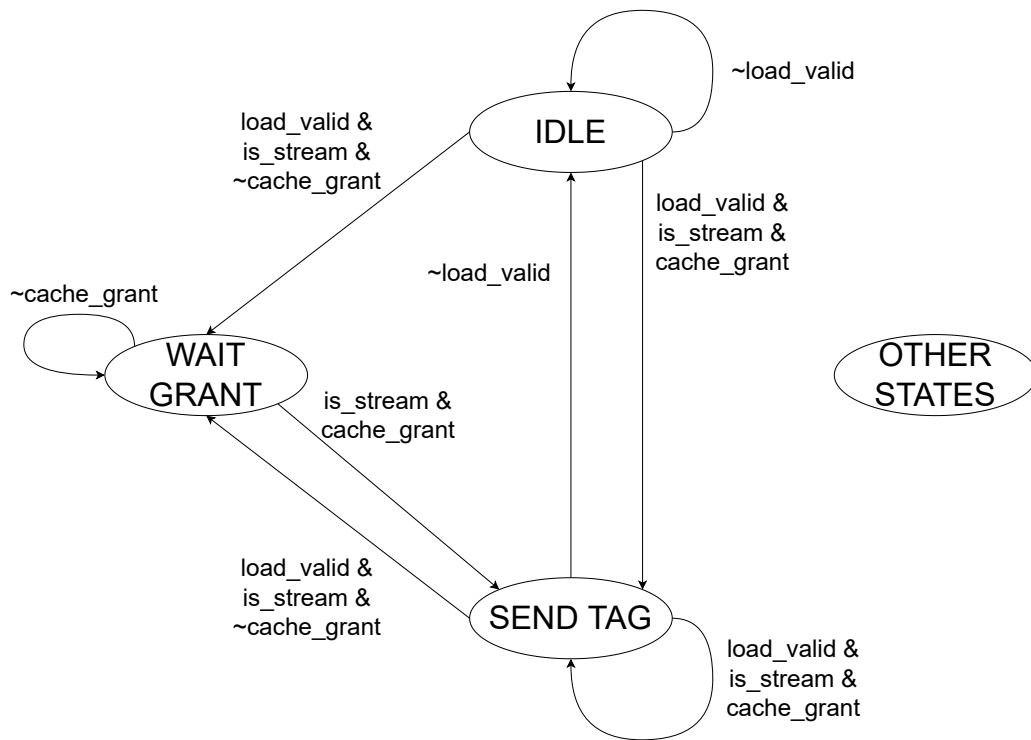 ~load_valid
IDLE
load_valid &
is_stream &
~cache_grant
load_valid &
is_stream &
cache_grant
~load_valid
~cache_grant
WAIT
GRANT
OTHER
STATES
is_stream &
cache_grant
load_valid &
is_stream &
~cache_grant
SEND TAG
load_valid &
is_stream &
cache_grant